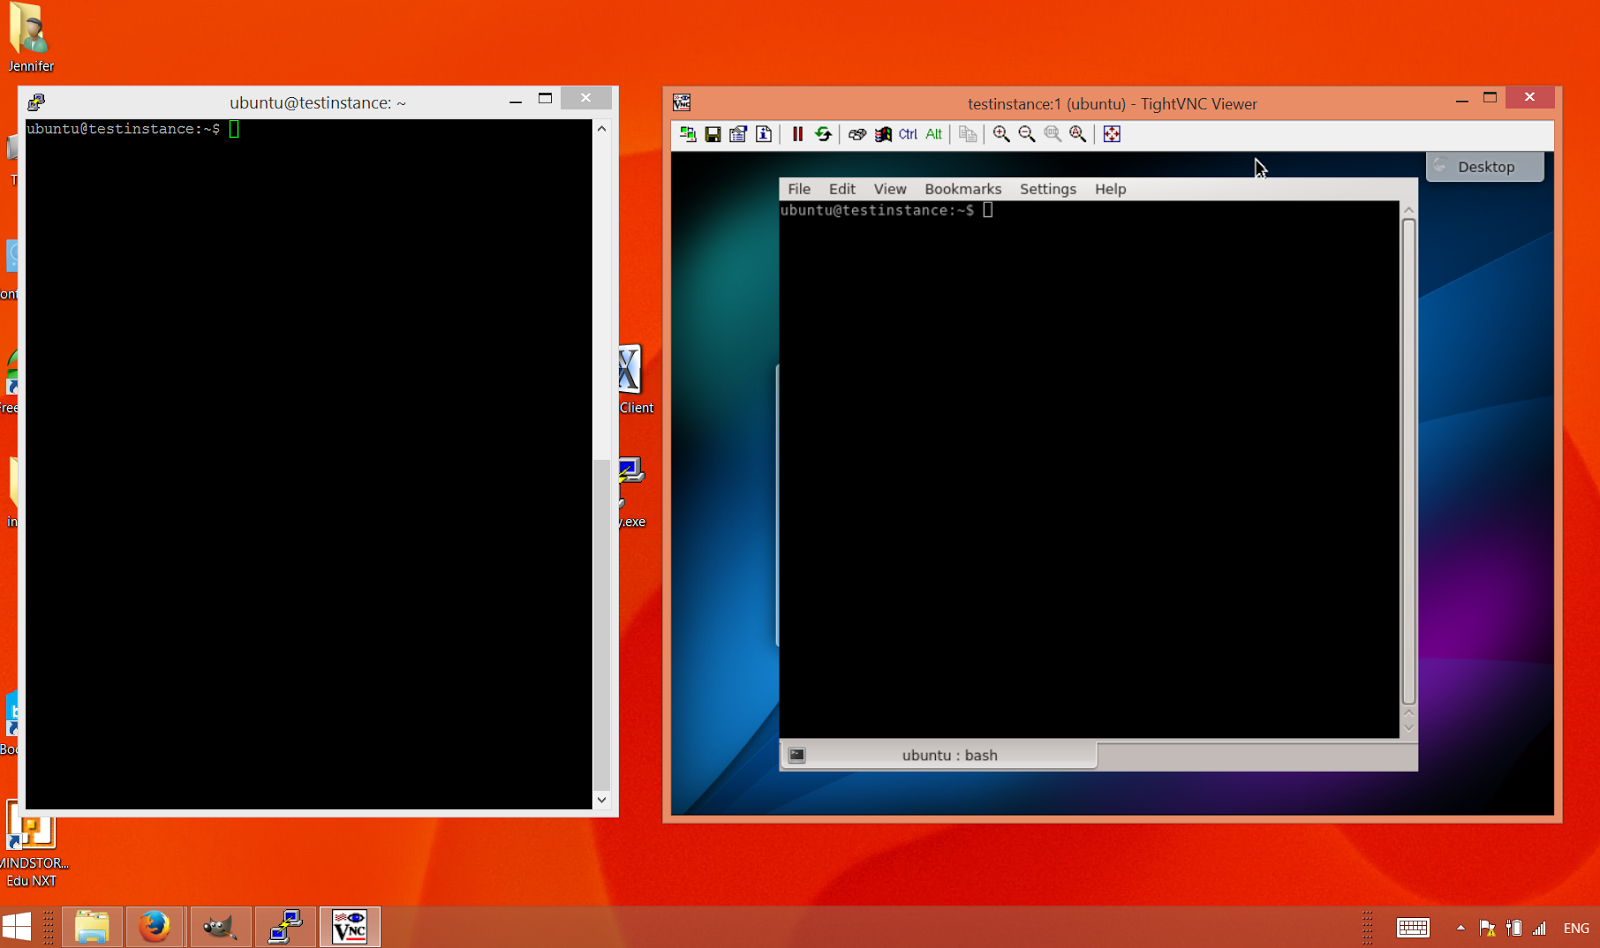 Jennifer
ubuntu@testinstance: ~
ubuntu@testinstance:~$
testinstance:1 (ubuntu) - TightVNC Viewer
Ctrl Alt
Desktop
File Edit View Bookmarks Settings Help
ubuntu@testinstance:~$
ubuntu : bash
Client
y.exe
MINDSTOR...
Edu NXT
VNC
ENG